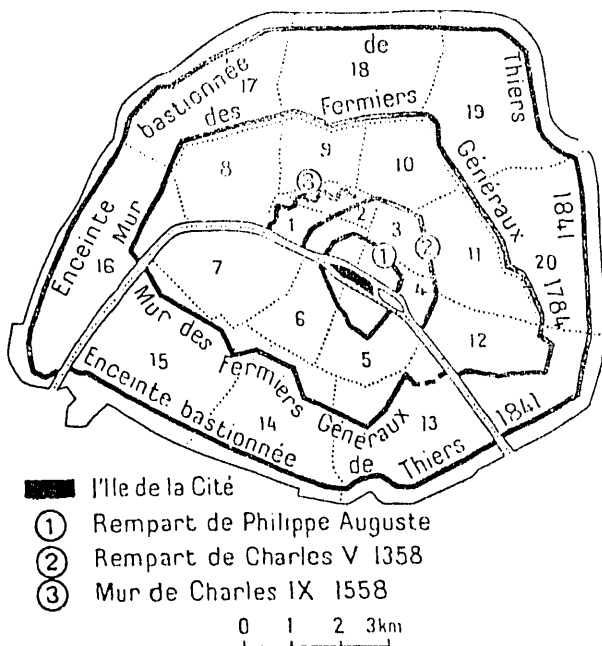 Enceinte bastionnée de Thiers 1841
Mur des Fermiers Généraux 1784
17
18
19
8
9
10
3
1
2
3
2
1
11
20
16
7
4
6
5
12
15
14
13
Mur des Fermiers Généraux
Enceinte bastionnée de Thiers 1841
l'Ile de la Cité
1 Rempart de Philippe Auguste
2 Rempart de Charles V 1358
3 Mur de Charles IX 1558
0 1 2 3km